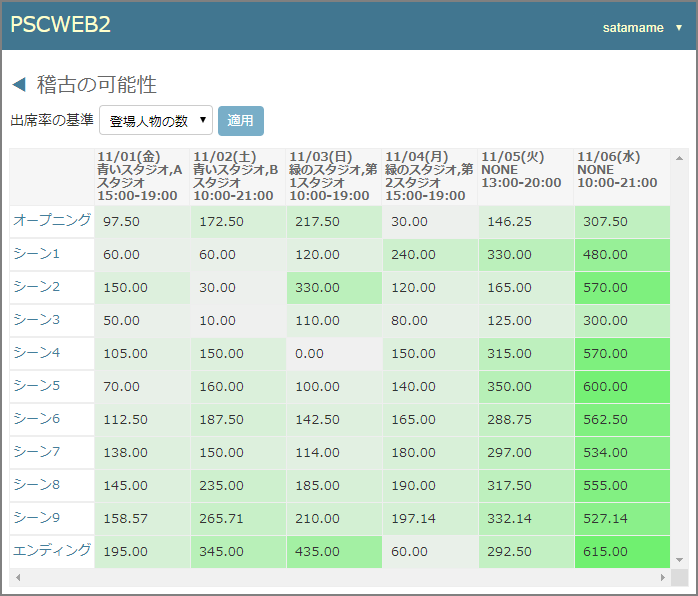 PSCWEB2
satamame ▼
◀ 稽古の可能性
出席率の基準 登場人物の数 ▼ 適用
11/01(金) 11/02(土) 11/03(日) 11/04(月) 11/05(火) 11/06(水)
青いスタジオ,A 青いスタジオ,B 緑のスタジオ,第 緑のスタジオ,第 NONE NONE
スタジオ スタジオ 1スタジオ 2スタジオ 13:00-20:00 10:00-21:00
15:00-19:00 10:00-21:00 10:00-19:00 15:00-19:00
オープニング 97.50 172.50 217.50 30.00 146.25 307.50
シーン1 60.00 60.00 120.00 240.00 330.00 480.00
シーン2 150.00 30.00 330.00 120.00 165.00 570.00
シーン3 50.00 10.00 110.00 80.00 125.00 300.00
シーン4 105.00 150.00 0.00 150.00 315.00 570.00
シーン5 70.00 160.00 100.00 140.00 350.00 600.00
シーン6 112.50 187.50 142.50 165.00 288.75 562.50
シーン7 138.00 150.00 114.00 180.00 297.00 534.00
シーン8 145.00 235.00 185.00 190.00 317.50 555.00
シーン9 158.57 265.71 210.00 197.14 332.14 527.14
エンディング 195.00 345.00 435.00 60.00 292.50 615.00